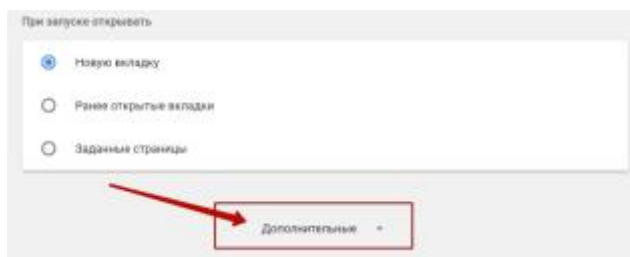 При запуске открывать
Новую вкладку
Ранее открытые вкладки
Заданные страницы
Дополнительные